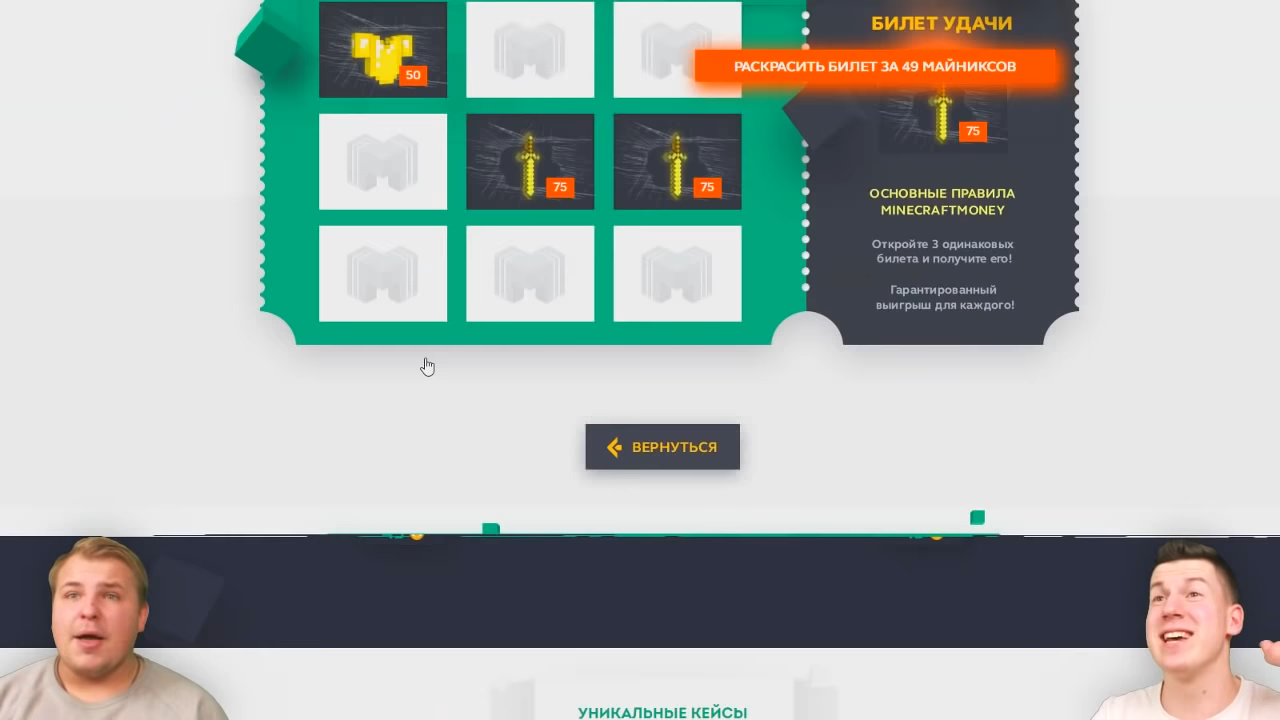 БИЛЕТ УДАЧИ
РАСКРАСИТЬ БИЛЕТ ЗА 49 МАЙНИКСОВ
50
75
75
75
ОСНОВНЫЕ ПРАВИЛА
MINECRAFTMONEY
Откройте 3 одинаковых
билета и получите его!
Гарантированный
выигрыш для каждого!
ВЕРНУТЬСЯ
УНИКАЛЬНЫЕ КЕЙСЫ